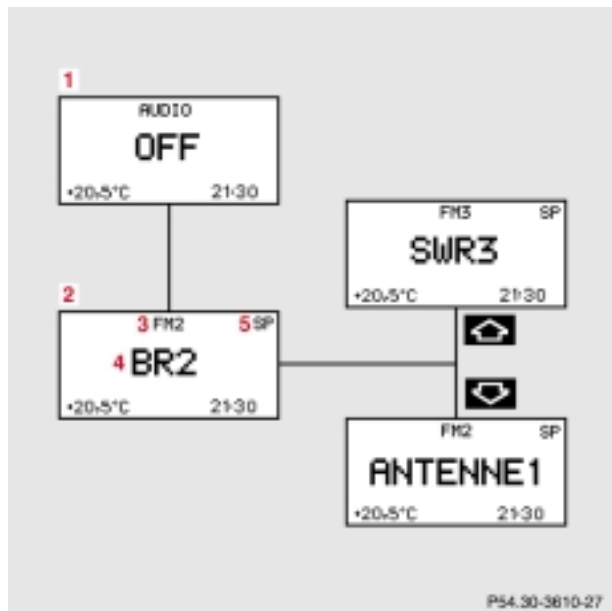 1
AUDIO
OFF
+20,5°C 21:30
FM3 SP
SWR3
+20,5°C 21:30
2
3 FM2 5 SP
4 BR2
+20,5°C 21:30
FM2 SP
ANTENNE1
+20,5°C 21:30
P54.30-3610-27